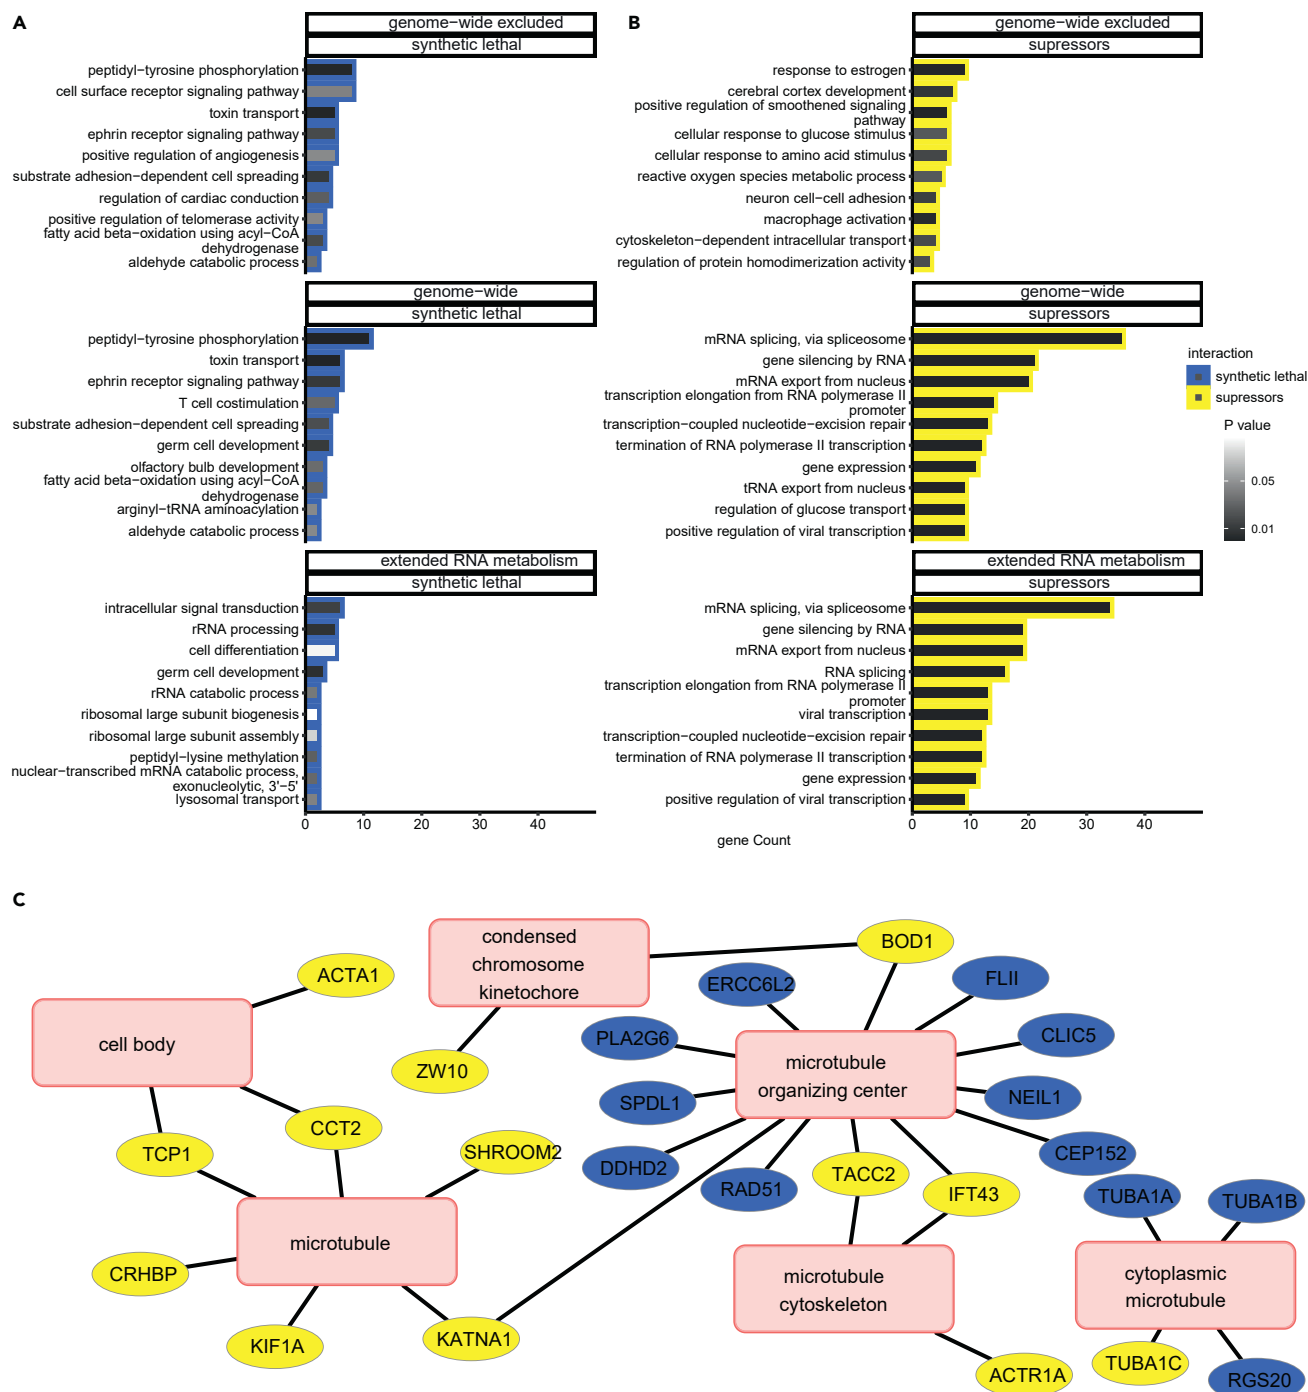 A
genome-wide excluded
synthetic lethal
peptidyl-tyrosine phosphorylation
cell surface receptor signaling pathway
toxin transport
ephrin receptor signaling pathway
positive regulation of angiogenesis
substrate adhesion-dependent cell spreading
regulation of cardiac conduction
positive regulation of telomerase activity
fatty acid beta-oxidation using acyl-CoA
dehydrogenase
aldehyde catabolic process
genome-wide
synthetic lethal
peptidyl-tyrosine phosphorylation
toxin transport
ephrin receptor signaling pathway
T cell costimulation
substrate adhesion-dependent cell spreading
germ cell development
olfactory bulb development
fatty acid beta-oxidation using acyl-CoA
dehydrogenase
arginyl-tRNA aminoacylation
aldehyde catabolic process
extended RNA metabolism
synthetic lethal
intracellular signal transduction
rRNA processing
cell differentiation
germ cell development
rRNA catabolic process
ribosomal large subunit biogenesis
ribosomal large subunit assembly
peptidyl-lysine methylation
nuclear-transcribed mRNA catabolic process,
exonucleolytic, 3'-5'
lysosomal transport
0 10 20 30 40
B
genome-wide excluded
supressors
response to estrogen
cerebral cortex development
positive regulation of smoothened signaling
pathway
cellular response to glucose stimulus
cellular response to amino acid stimulus
reactive oxygen species metabolic process
neuron cell-cell adhesion
macrophage activation
cytoskeleton-dependent intracellular transport
regulation of protein homodimerization activity
genome-wide
supressors
mRNA splicing, via spliceosome
gene silencing by RNA
mRNA export from nucleus
transcription elongation from RNA polymerase II
promoter
transcription-coupled nucleotide-excision repair
termination of RNA polymerase II transcription
gene expression
tRNA export from nucleus
regulation of glucose transport
positive regulation of viral transcription
extended RNA metabolism
supressors
mRNA splicing, via spliceosome
gene silencing by RNA
mRNA export from nucleus
RNA splicing
transcription elongation from RNA polymerase II
promoter
viral transcription
transcription-coupled nucleotide-excision repair
termination of RNA polymerase II transcription
gene expression
positive regulation of viral transcription
0 10 20 30 40
gene Count
interaction
synthetic lethal
supressors
P value
0.05
0.01
C
condensed
chromosome
kinetochore
BOD1
ACTA1
ERCC6L2
FLII
cell body
PLA2G6
CLIC5
ZW10
microtubule
organizing center
SPDL1
NEIL1
CCT2
TCP1
SHROOM2
DDHD2
RAD51
TACC2
IFT43
CEP152
TUBA1A
TUBA1B
microtubule
CRHBP
microtubule
cytoskeleton
cytoplasmic
microtubule
KIF1A
KATNA1
ACTR1A
TUBA1C
RGS20